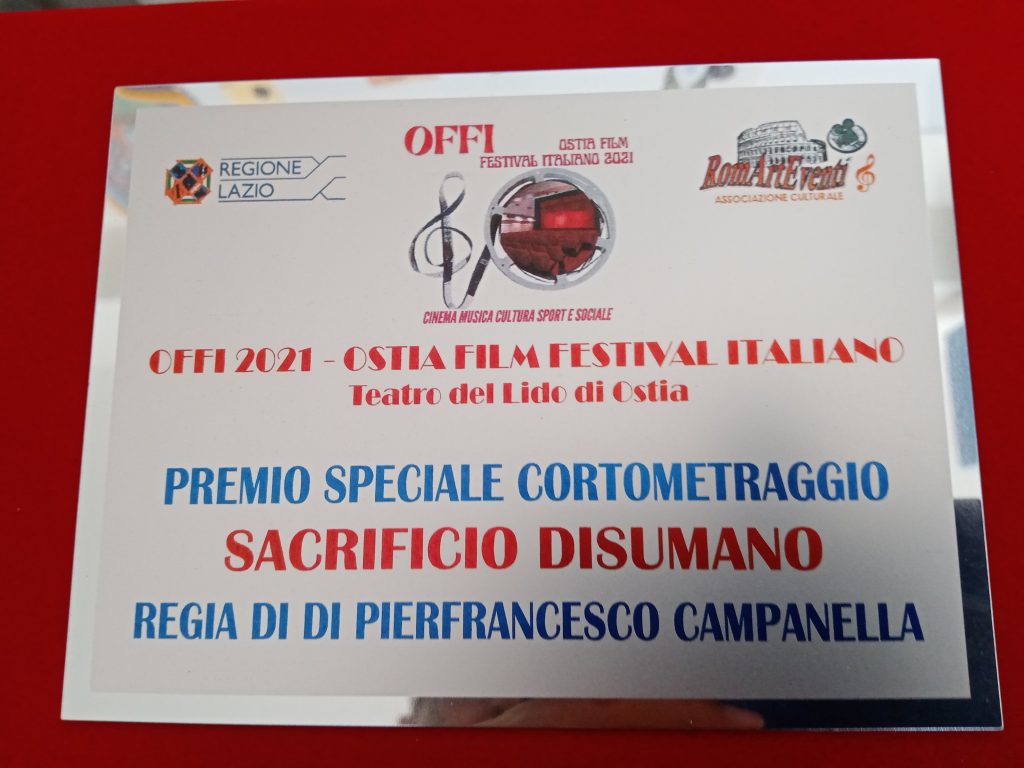 REGIONE
LAZIO
OFFI
OSTIA FILM
FESTIVAL ITALIANO 2021
RomArtEventi
ASSOCIAZIONE CULTURALE
CINEMA MUSICA CULTURA SPORT E SOCIALE
OFFI 2021 - OSTIA FILM FESTIVAL ITALIANO
Teatro del Lido di Ostia
PREMIO SPECIALE CORTOMETRAGGIO
SACRIFICIO DISUMANO
REGIA DI DI PIERFRANCESCO CAMPANELLA